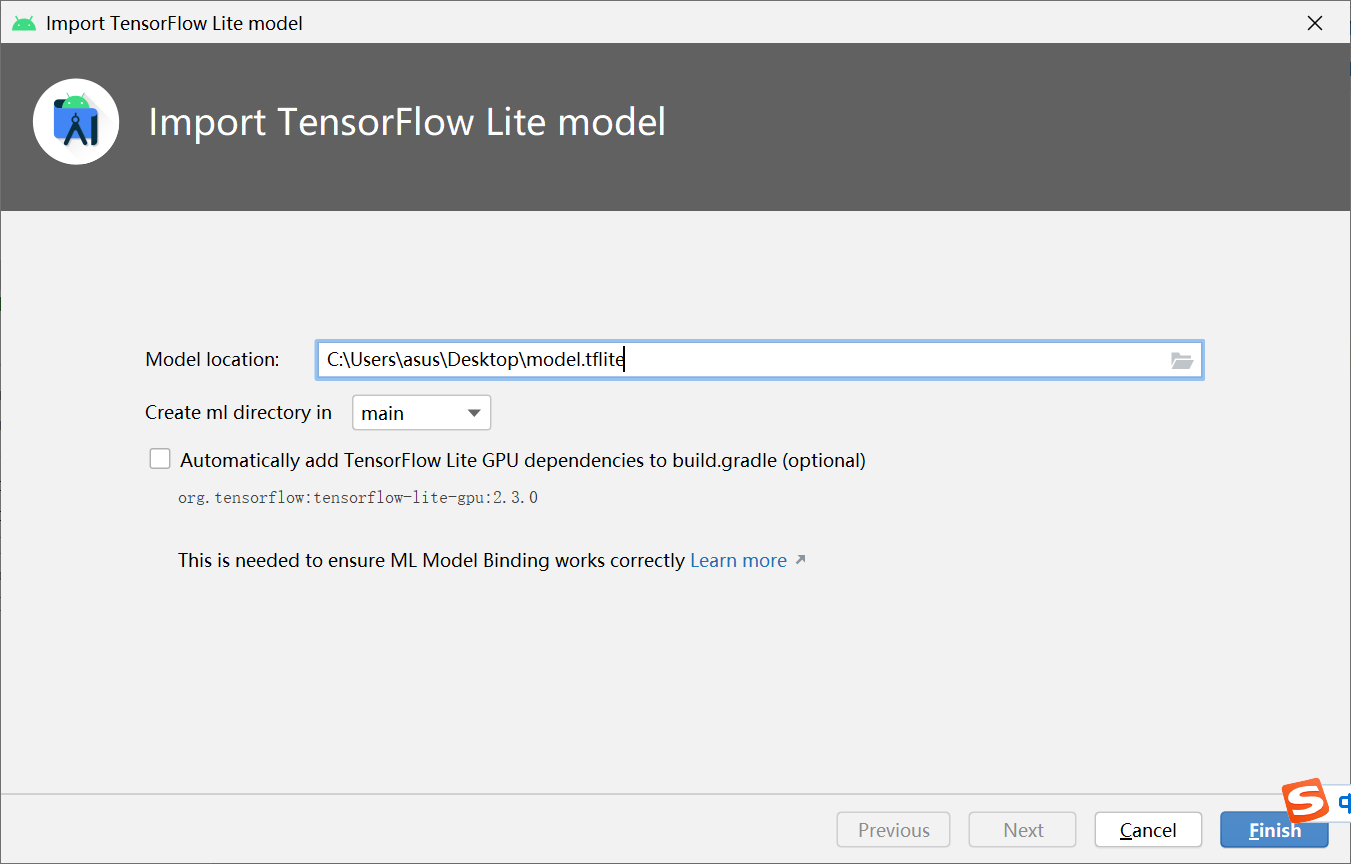 Import TensorFlow Lite model
Import TensorFlow Lite model
Model location: C:\Users\asus\Desktop\model.tflite
Create ml directory in main
Automatically add TensorFlow Lite GPU dependencies to build.gradle (optional)
org.tensorflow:tensorflow-lite-gpu:2.3.0
This is needed to ensure ML Model Binding works correctly Learn more
Previous Next Cancel Finish